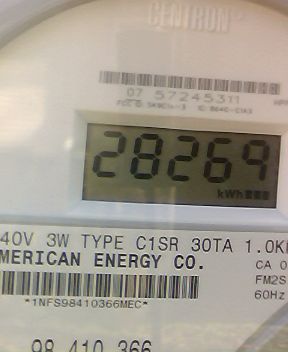 CENTRON
07 57245311
28269
kWh
40V 3W TYPE C1SR 30TA 1.0K
MERICAN ENERGY CO. CA 0
FM2S
*1NFS98410366MEC* 60Hz
98 410 366